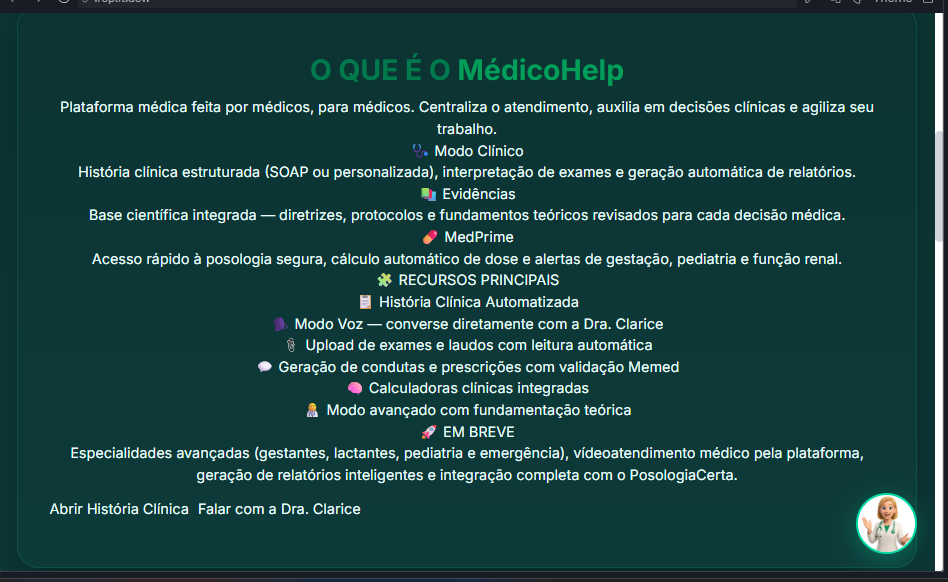 O QUE É O MédicoHelp
Plataforma médica feita por médicos, para médicos. Centraliza o atendimento, auxilia em decisões clínicas e agiliza seu
trabalho.
🩺 Modo Clínico
História clínica estruturada (SOAP ou personalizada), interpretação de exames e geração automática de relatórios.
📚 Evidências
Base científica integrada — diretrizes, protocolos e fundamentos teóricos revisados para cada decisão médica.
💊 MedPrime
Acesso rápido à posologia segura, cálculo automático de dose e alertas de gestação, pediatria e função renal.
🧩 RECURSOS PRINCIPAIS
📋 História Clínica Automatizada
🗣 Modo Voz — converse diretamente com a Dra. Clarice
📎 Upload de exames e laudos com leitura automática
💬 Geração de condutas e prescrições com validação Memed
🧠 Calculadoras clínicas integradas
👩‍⚕️ Modo avançado com fundamentação teórica
🚀 EM BREVE
Especialidades avançadas (gestantes, lactantes, pediatria e emergência), vídeoatendimento médico pela plataforma,
geração de relatórios inteligentes e integração completa com o PosologiaCerta.
Abrir História Clínica Falar com a Dra. Clarice